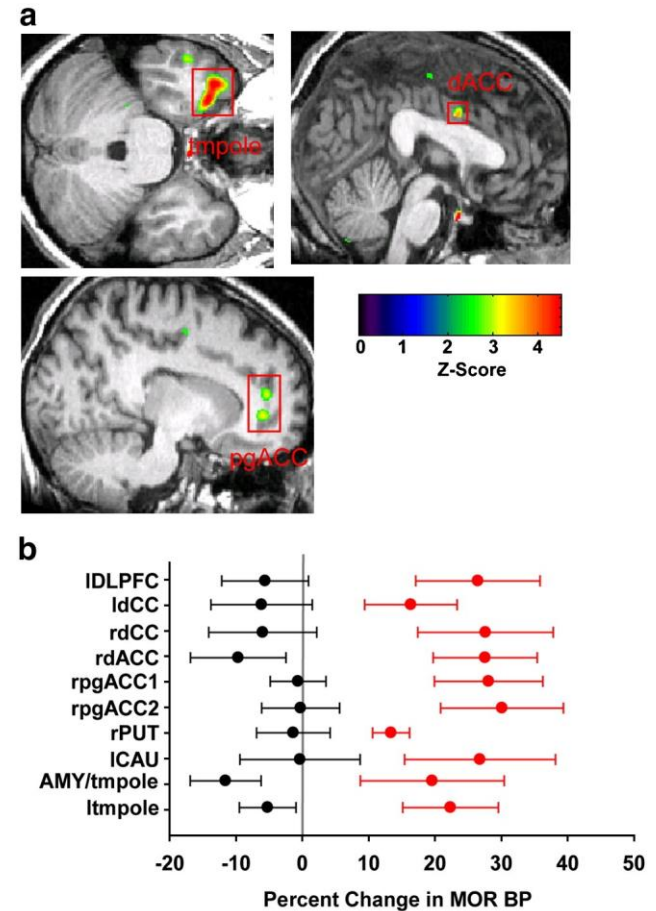 a
tmpole
dACC
pgACC
0 1 2 3 4
Z-Score
b
lDLPFC
ldCC
rdCC
rdACC
rpgACC1
rpgACC2
rPUT
lCAU
AMY/tmpole
ltmpole
-20 -10 0 10 20 30 40 50
Percent Change in MOR BP